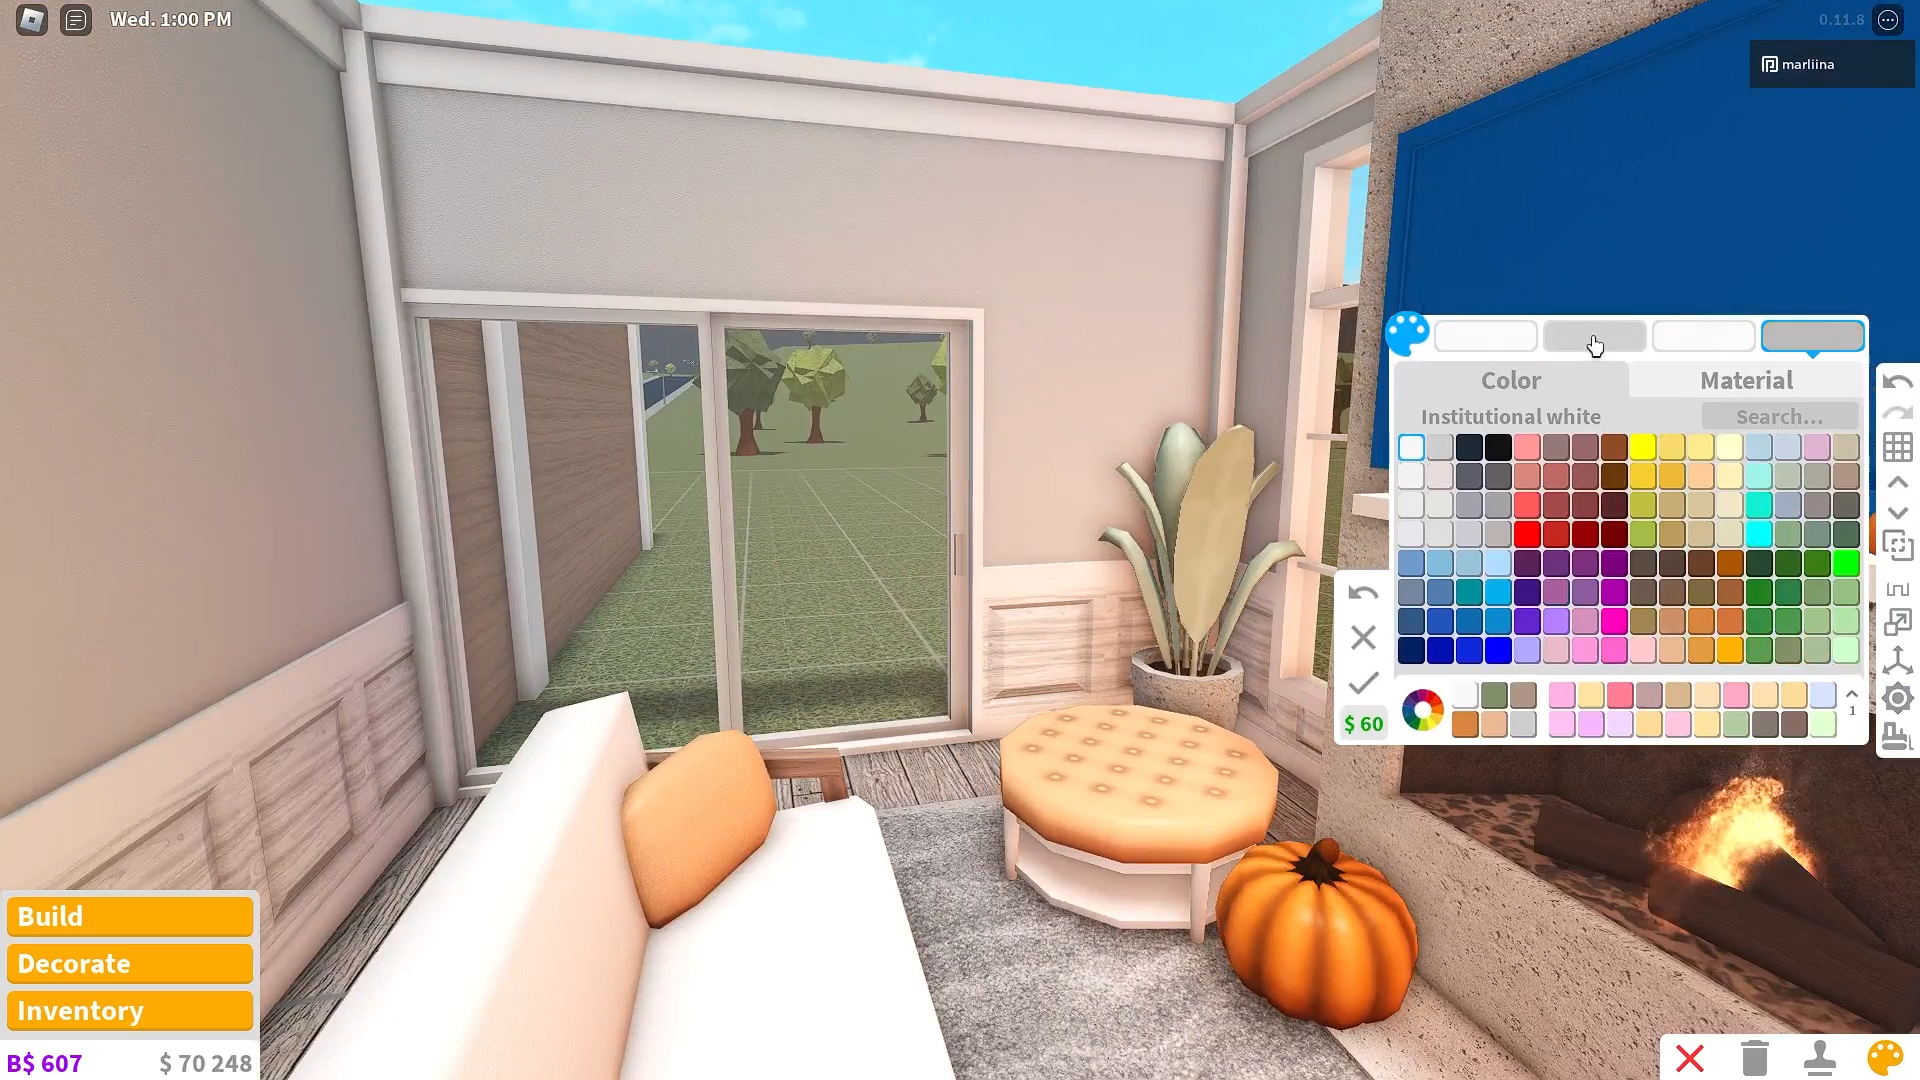 Wed. 1:00 PM
0.11.8
marliina
Color
Material
Institutional white
Search...
$ 60
1
Build
Decorate
Inventory
B$ 607
$ 70 248